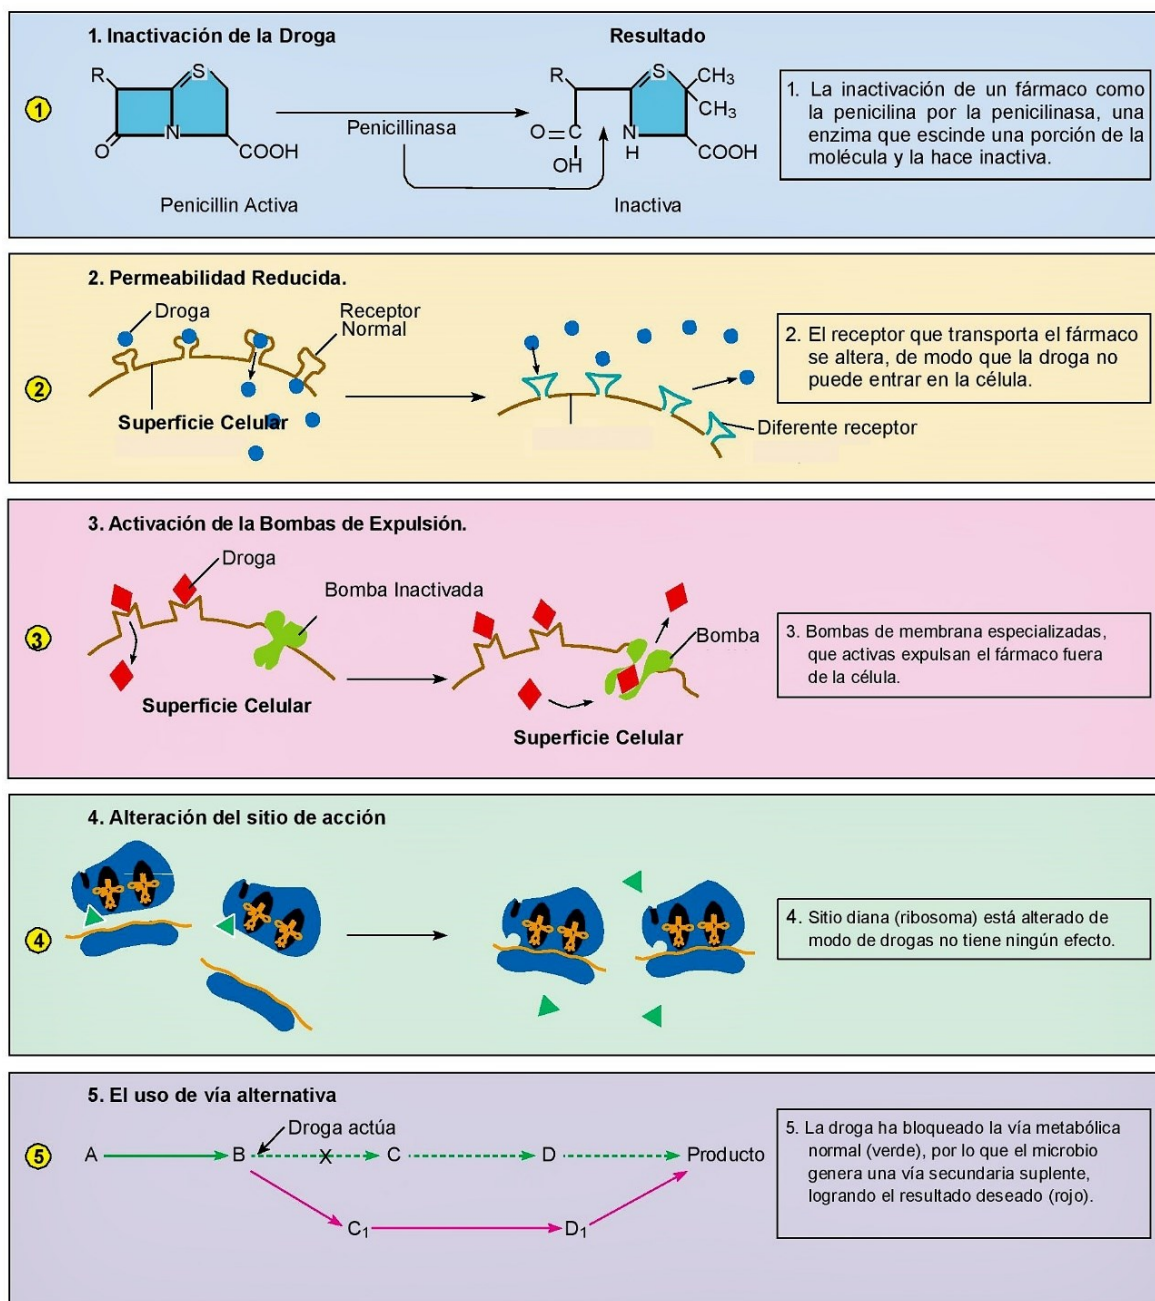 1. Inactivación de la Droga
Resultado
1
R
S
N
O
COOH
Penicillinasa
Penicillin Activa
R
S
CH3
CH3
O=C
OH
N
H
COOH
Inactiva
1. La inactivación de un fármaco como
la penicilina por la penicilinasa, una
enzima que escinde una porción de la
molécula y la hace inactiva.
2. Permeabilidad Reducida.
2
Droga
Receptor
Normal
Superficie Celular
Diferente receptor
2. El receptor que transporta el fármaco
se altera, de modo que la droga no
puede entrar en la célula.
3. Activación de la Bombas de Expulsión.
3
Droga
Bomba Inactivada
Superficie Celular
Bomba
Superficie Celular
3. Bombas de membrana especializadas,
que activas expulsan el fármaco fuera
de la célula.
4. Alteración del sitio de acción
4
4. Sitio diana (ribosoma) está alterado de
modo de drogas no tiene ningún efecto.
5. El uso de vía alternativa
5
Droga actúa
A B X C D Producto
C1 D1
5. La droga ha bloqueado la vía metabólica
normal (verde), por lo que el microbio
genera una vía secundaria suplente,
logrando el resultado deseado (rojo).